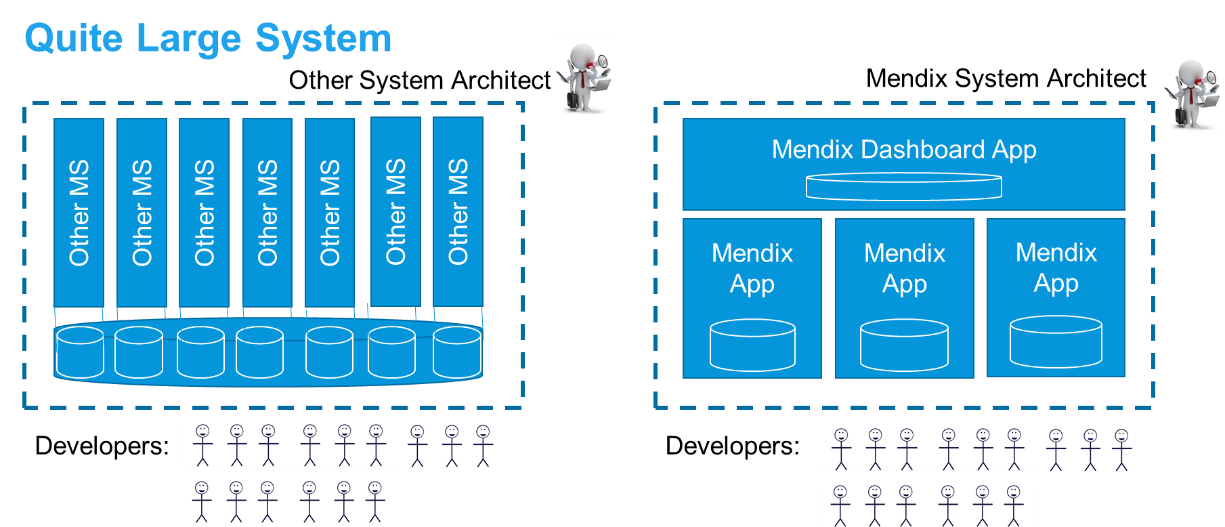 Quite Large System
Other System Architect
Other MS
Other MS
Other MS
Other MS
Other MS
Other MS
Other MS
Developers:
Mendix System Architect
Mendix Dashboard App
Mendix
App
Mendix
App
Mendix
App
Developers: